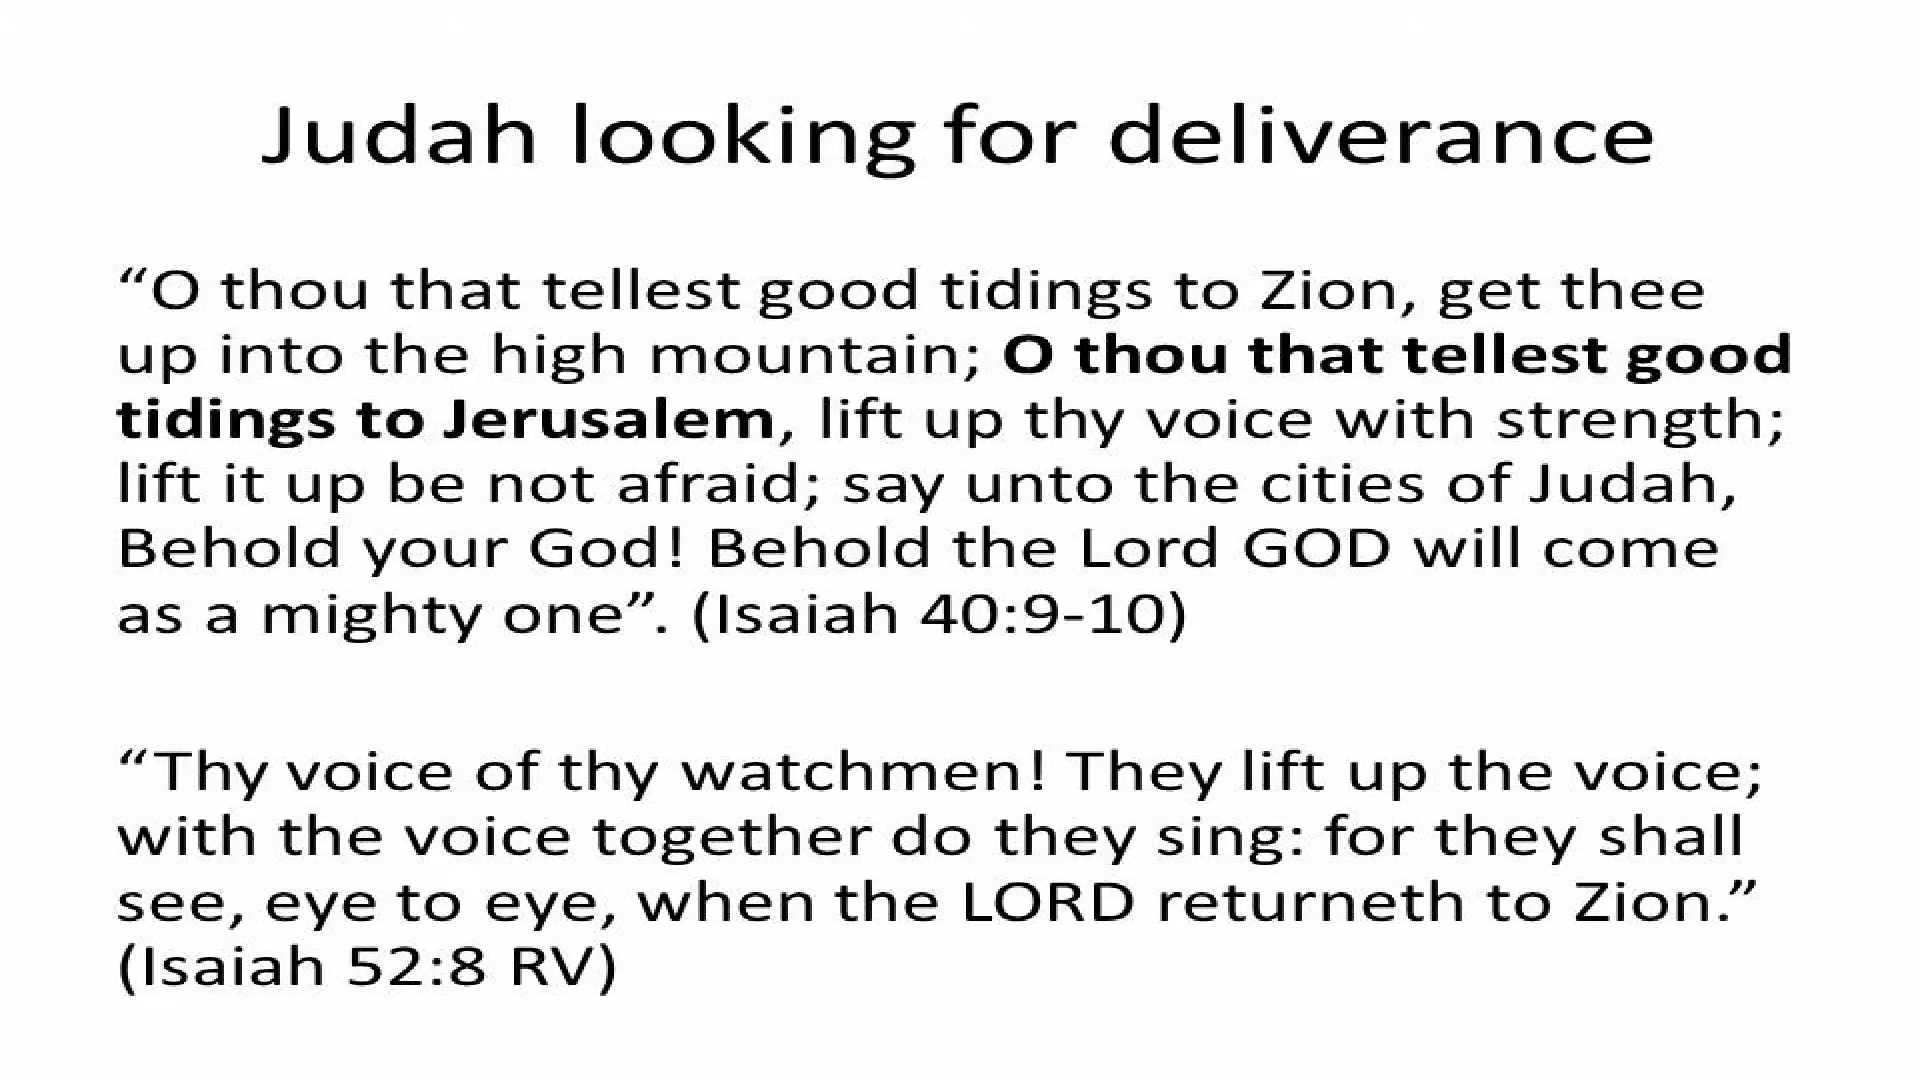 Judah looking for deliverance
“O thou that tellest good tidings to Zion, get thee
up into the high mountain; O thou that tellest good
tidings to Jerusalem, lift up thy voice with strength;
lift it up be not afraid; say unto the cities of Judah,
Behold your God! Behold the Lord GOD will come
as a mighty one”. (Isaiah 40:9-10)
“Thy voice of thy watchmen! They lift up the voice;
with the voice together do they sing: for they shall
see, eye to eye, when the LORD returneth to Zion.”
(Isaiah 52:8 RV)